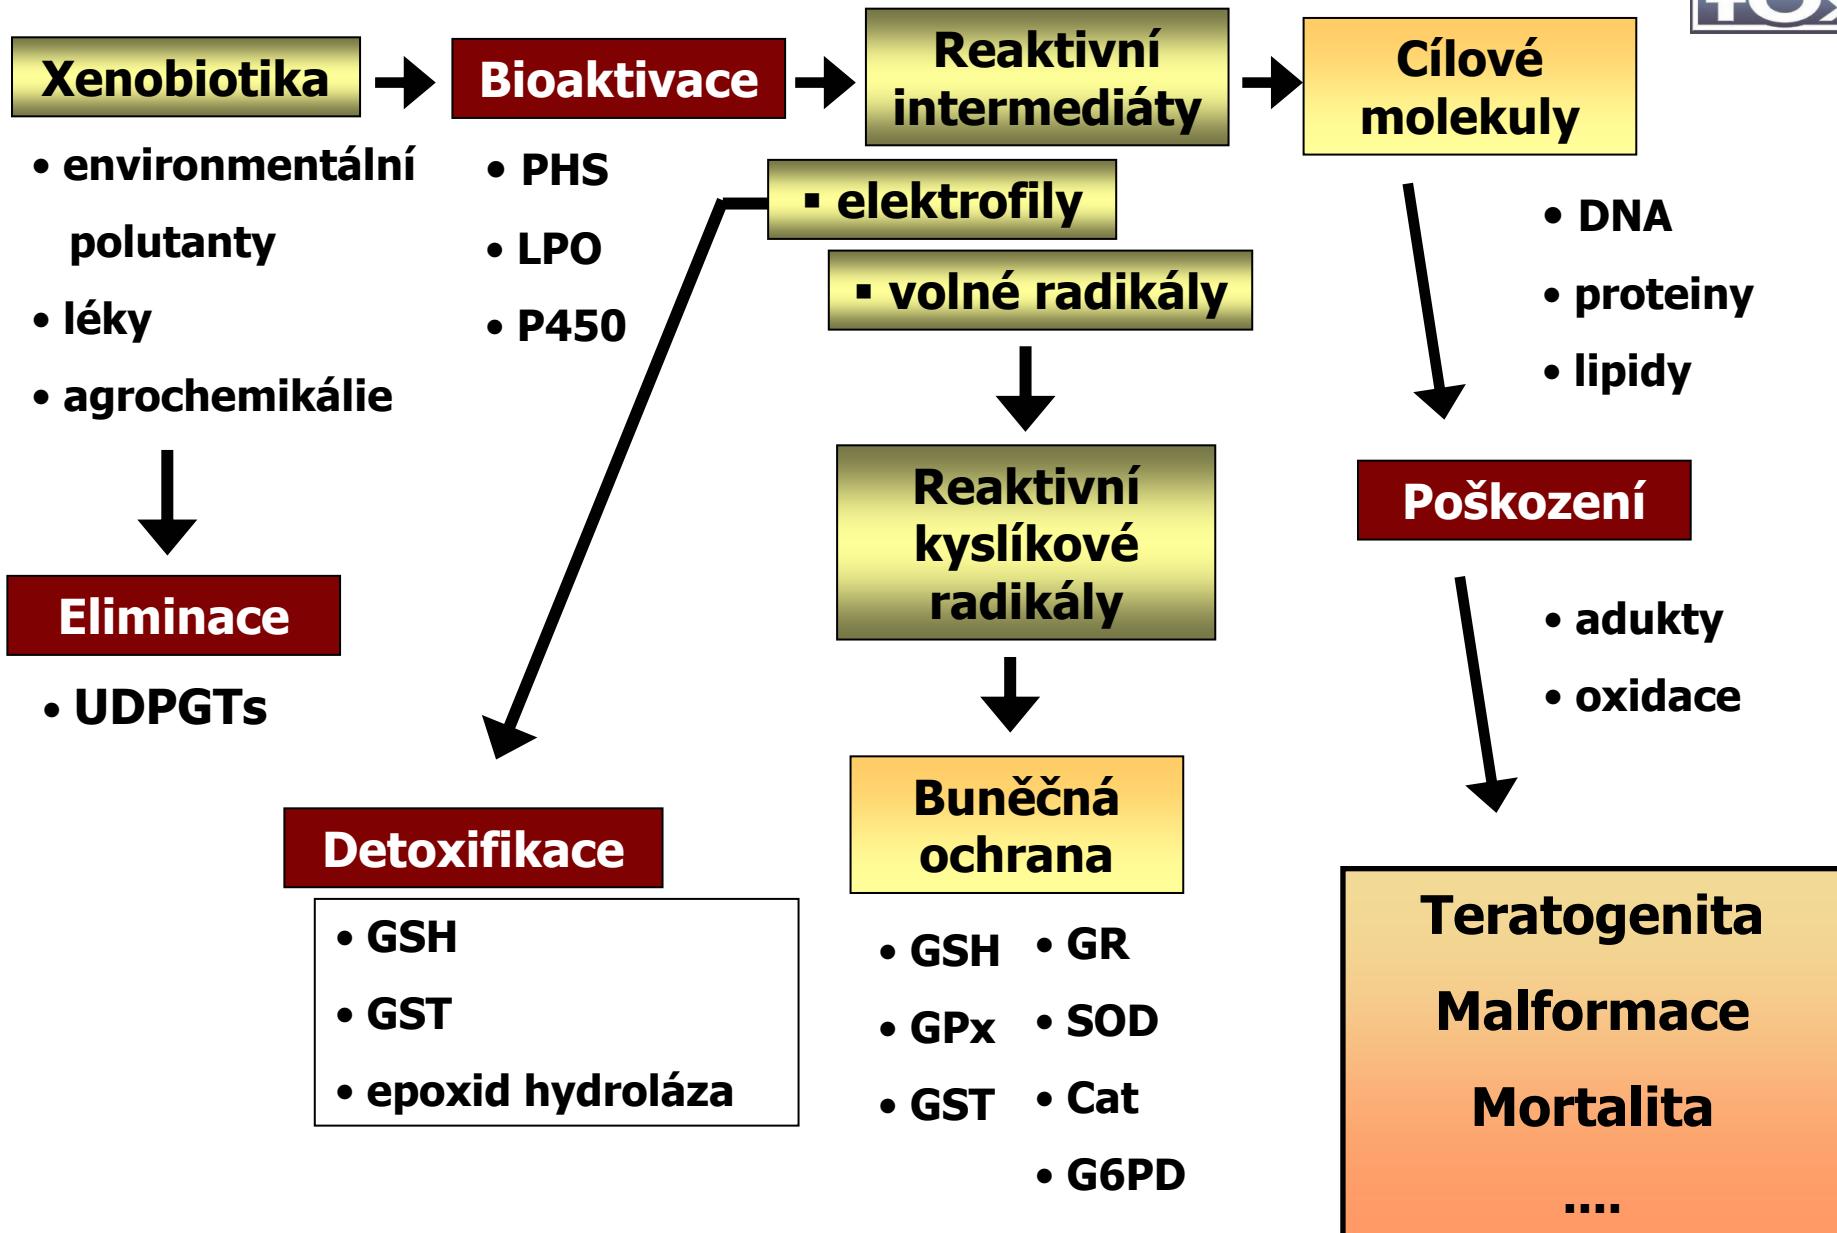 Xenobiotika
• environmentální
polutanty
• léky
• agrochemikálie
Eliminace
• UDPGTs
Bioaktivace
• PHS
• LPO
• P450
Reaktivní
intermediáty
▪ elektrofily
▪ volné radikály
Detoxifikace
• GSH
• GST
• epoxid hydroláza
Reaktivní
kyslíkové
radikály
Buněčná
ochrana
• GSH
• GPx
• GST
• GR
• SOD
• Cat
• G6PD
Cílové
molekuly
• DNA
• proteiny
• lipidy
Poškození
• adukty
• oxidace
Teratogenita
Malformace
Mortalita
....